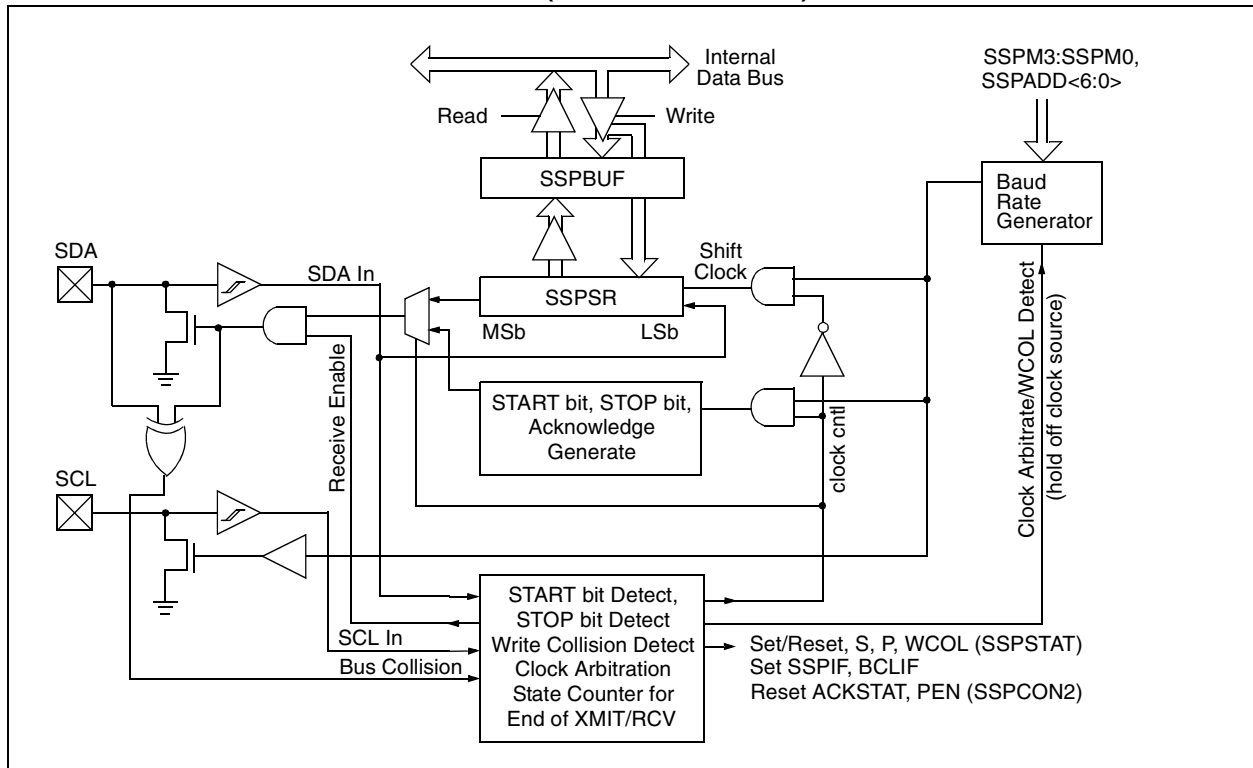 Internal
Data Bus
SSPM3:SSPM0,
SSPADD<6:0>
Read
Write
SSPBUF
Baud
Rate
Generator
SDA
SDA In
Shift
Clock
SSPSR
MSb
LSb
Receive Enable
START bit, STOP bit,
Acknowledge
Generate
clock cntl
Clock Arbitrate/WCOL Detect
(hold off clock source)
SCL
SCL In
Bus Collision
START bit Detect,
STOP bit Detect
Write Collision Detect
Clock Arbitration
State Counter for
End of XMIT/RCV
Set/Reset, S, P, WCOL (SSPSTAT)
Set SSPIF, BCLIF
Reset ACKSTAT, PEN (SSPCON2)